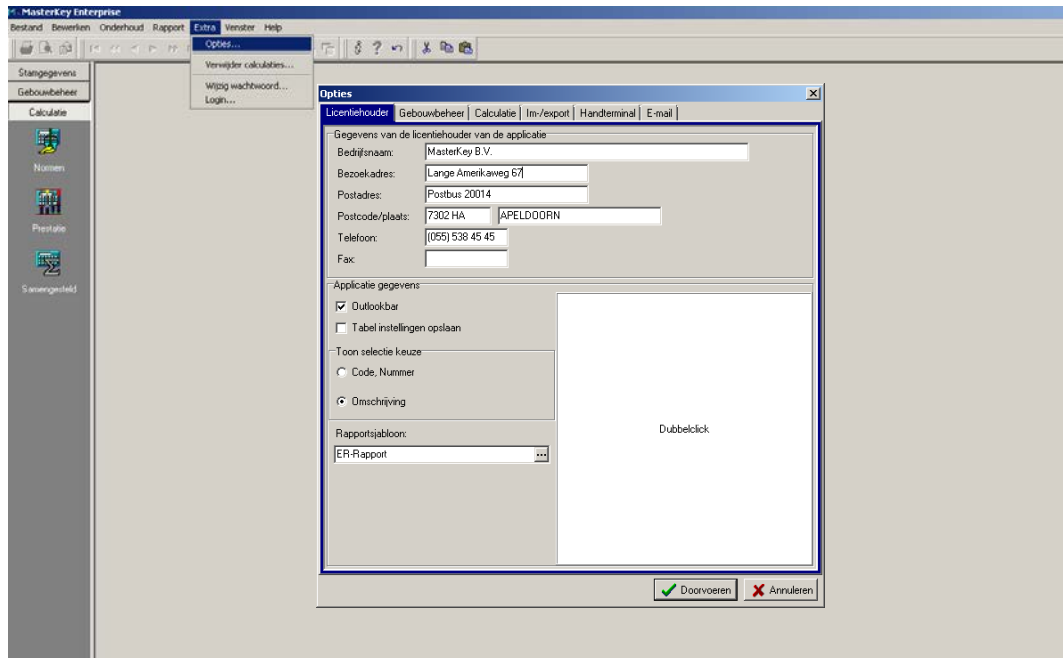 MasterKey Enterprise
Bestand Bewerken Onderhoud Rapport Extra Venster Help
Opties...
Verwijder calculaties...
Wijzig wachtwoord...
Login...
Stamgegevens
Gebouwbeheer
Calculatie
Normen
Prestatie
Samengesteld
Opties
Licentiehouder Gebouwbeheer Calculatie Im-/export Handterminal E-mail
Gegevens van de licentiehouder van de applicatie
Bedrijfsnaam: MasterKey B.V.
Bezoekadres: Lange Amerikaweg 67
Postadres: Postbus 20014
Postcode/plaats: 7302 HA APELDOORN
Telefoon: (055) 538 45 45
Fax:
Applicatie gegevens
Outlookbar
Tabel instellingen opslaan
Toon selectie keuze
Code, Nummer
Omschrijving
Rapportsjabloon:
ER-Rapport ...
Dubbelclick
Doorvoeren Annuleren